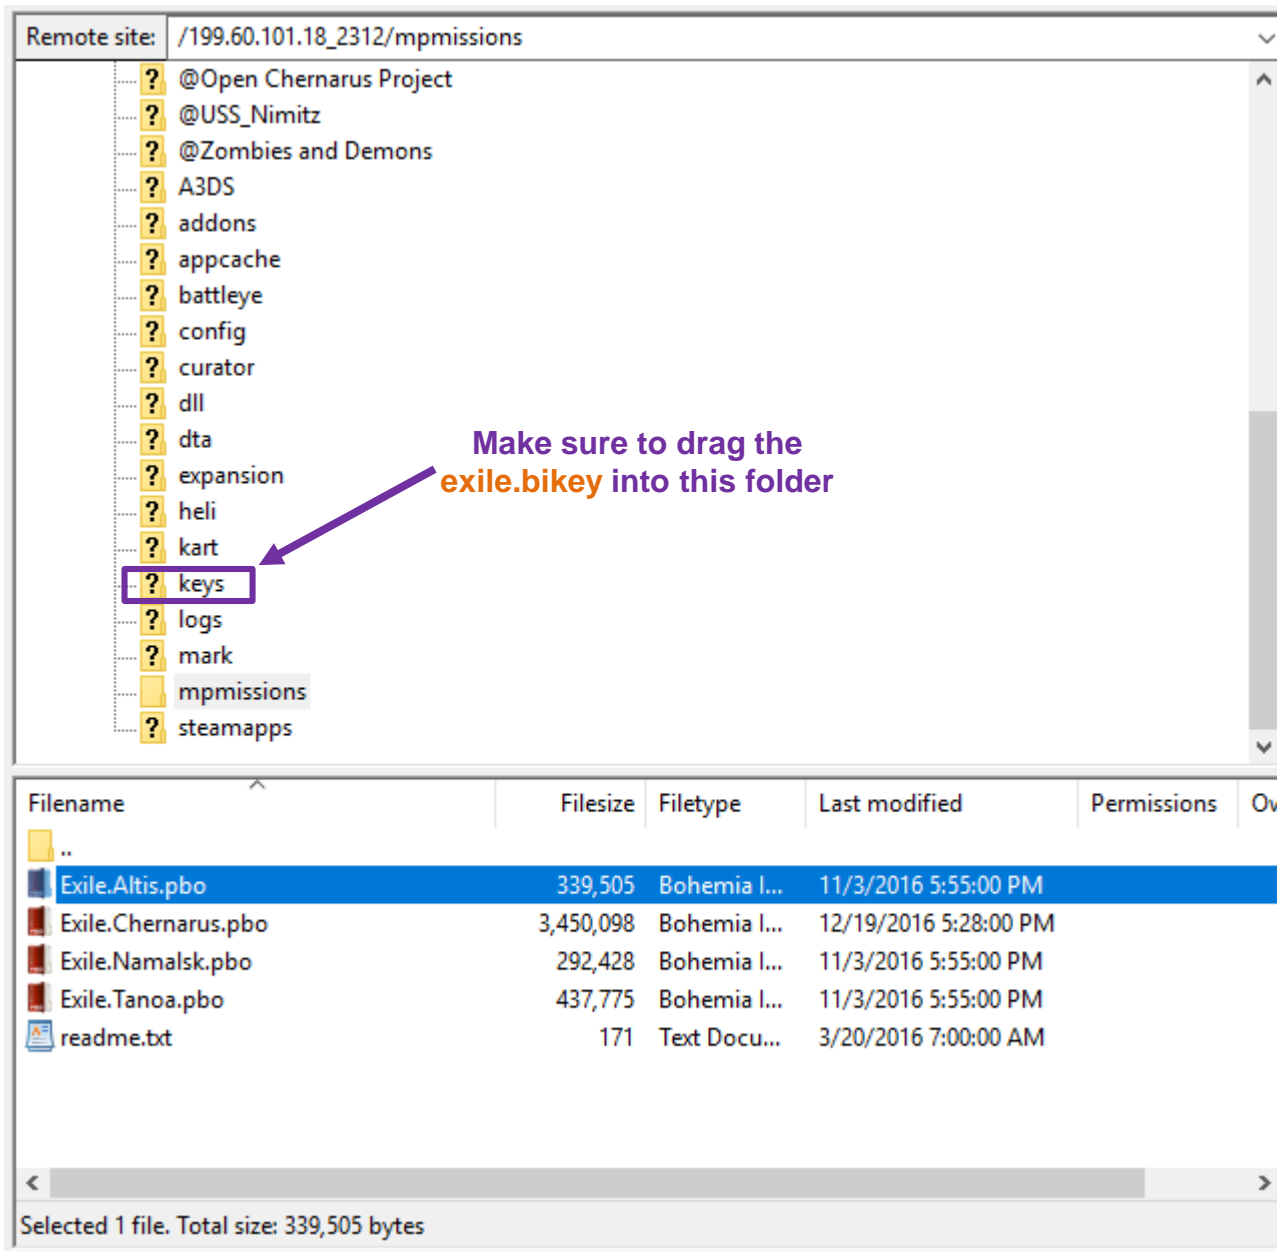 Remote site: /199.60.101.18_2312/mpmissions
@Open Chernarus Project
@USS_Nimitz
@Zombies and Demons
A3DS
addons
appcache
battleye
config
curator
dll
dta
expansion
heli
kart
keys
logs
mark
mpmissions
steamapps
Make sure to drag the
exile.bikey into this folder
Filename Filesize Filetype Last modified Permissions Ow
..
Exile.Altis.pbo 339,505 Bohemia I... 11/3/2016 5:55:00 PM
Exile.Chernarus.pbo 3,450,098 Bohemia I... 12/19/2016 5:28:00 PM
Exile.Namalsk.pbo 292,428 Bohemia I... 11/3/2016 5:55:00 PM
Exile.Tanoa.pbo 437,775 Bohemia I... 11/3/2016 5:55:00 PM
readme.txt 171 Text Docu... 3/20/2016 7:00:00 AM
Selected 1 file. Total size: 339,505 bytes